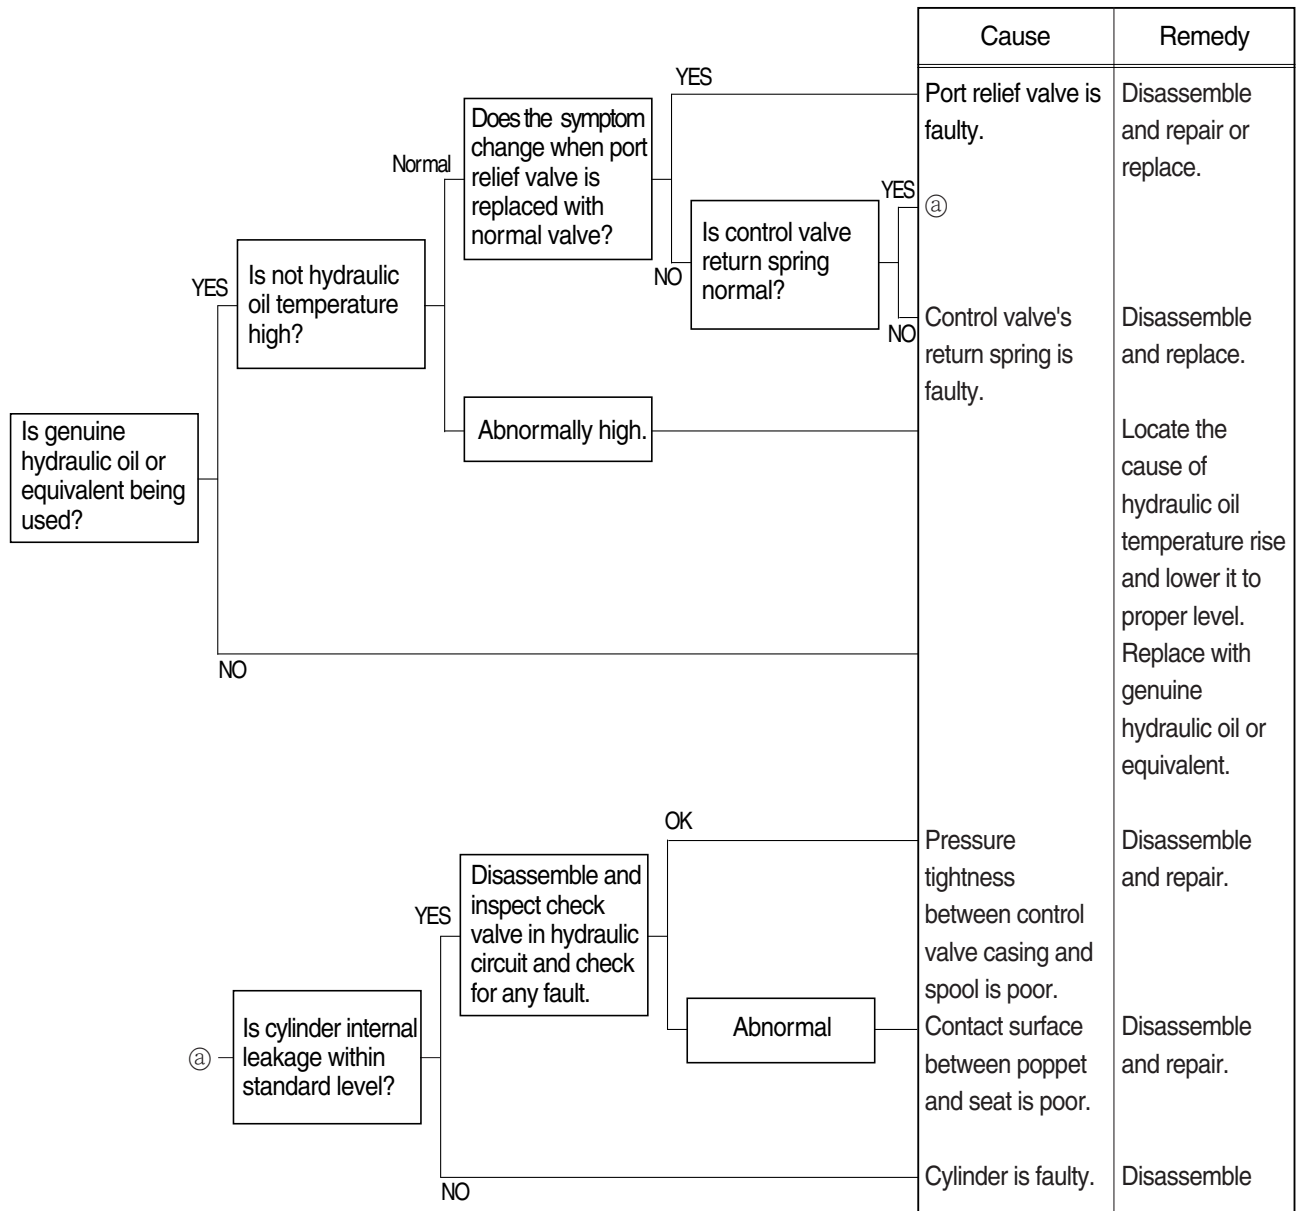 Cause
Remedy
YES
Port relief valve is
faulty.
Disassemble
and repair or
replace.
Does the symptom
change when port
relief valve is
replaced with
normal valve?
Normal
YES
ⓐ
Is control valve
return spring
normal?
NO
NO
Control valve's
return spring is
faulty.
Disassemble
and replace.
YES
Is not hydraulic
oil temperature
high?
Abnormally high.
Locate the
cause of
hydraulic oil
temperature rise
and lower it to
proper level.
Is genuine
hydraulic oil or
equivalent being
used?
NO
Replace with
genuine
hydraulic oil or
equivalent.
OK
Pressure
tightness
between control
valve casing and
spool is poor.
Disassemble
and repair.
YES
Disassemble and
inspect check
valve in hydraulic
circuit and check
for any fault.
Abnormal
Contact surface
between poppet
and seat is poor.
Disassemble
and repair.
ⓐ
Is cylinder internal
leakage within
standard level?
NO
Cylinder is faulty.
Disassemble